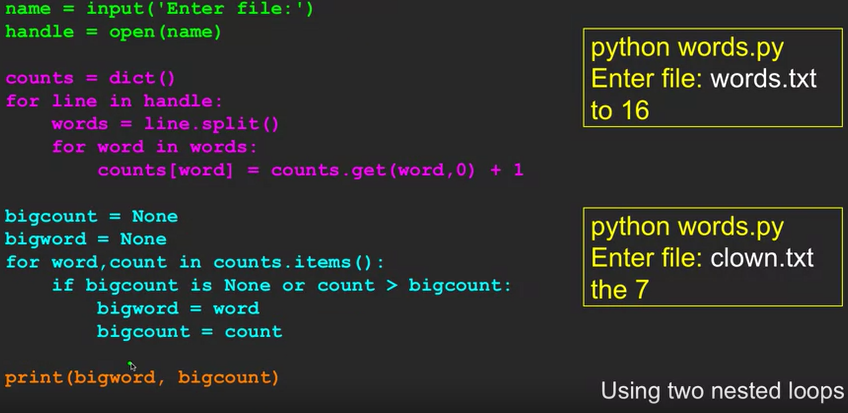 name = input('Enter file:')
handle = open(name)
counts = dict()
for line in handle:
    words = line.split()
    for word in words:
        counts[word] = counts.get(word,0) + 1
bigcount = None
bigword = None
for word,count in counts.items():
    if bigcount is None or count > bigcount:
        bigword = word
        bigcount = count
print(bigword, bigcount)
python words.py
Enter file: words.txt
to 16
python words.py
Enter file: clown.txt
the 7
Using two nested loops